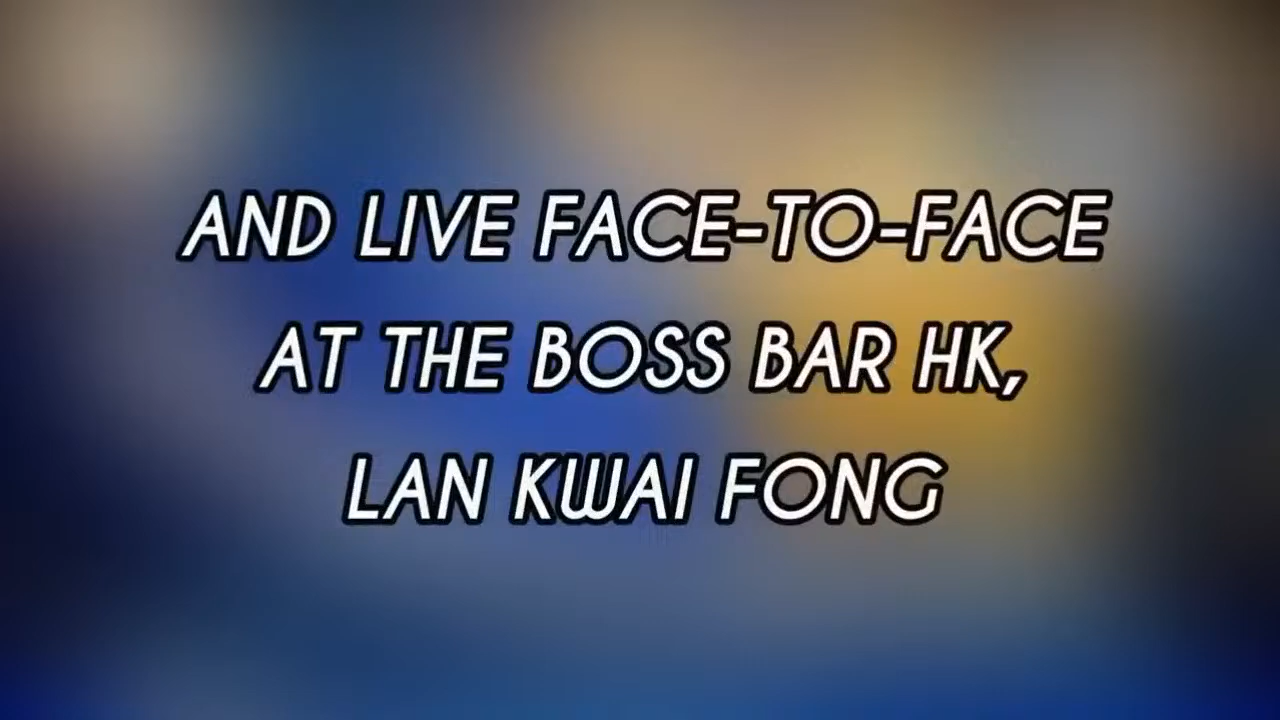 AND LIVE FACE-TO-FACE
AT THE BOSS BAR HK,
LAN KWAI FONG